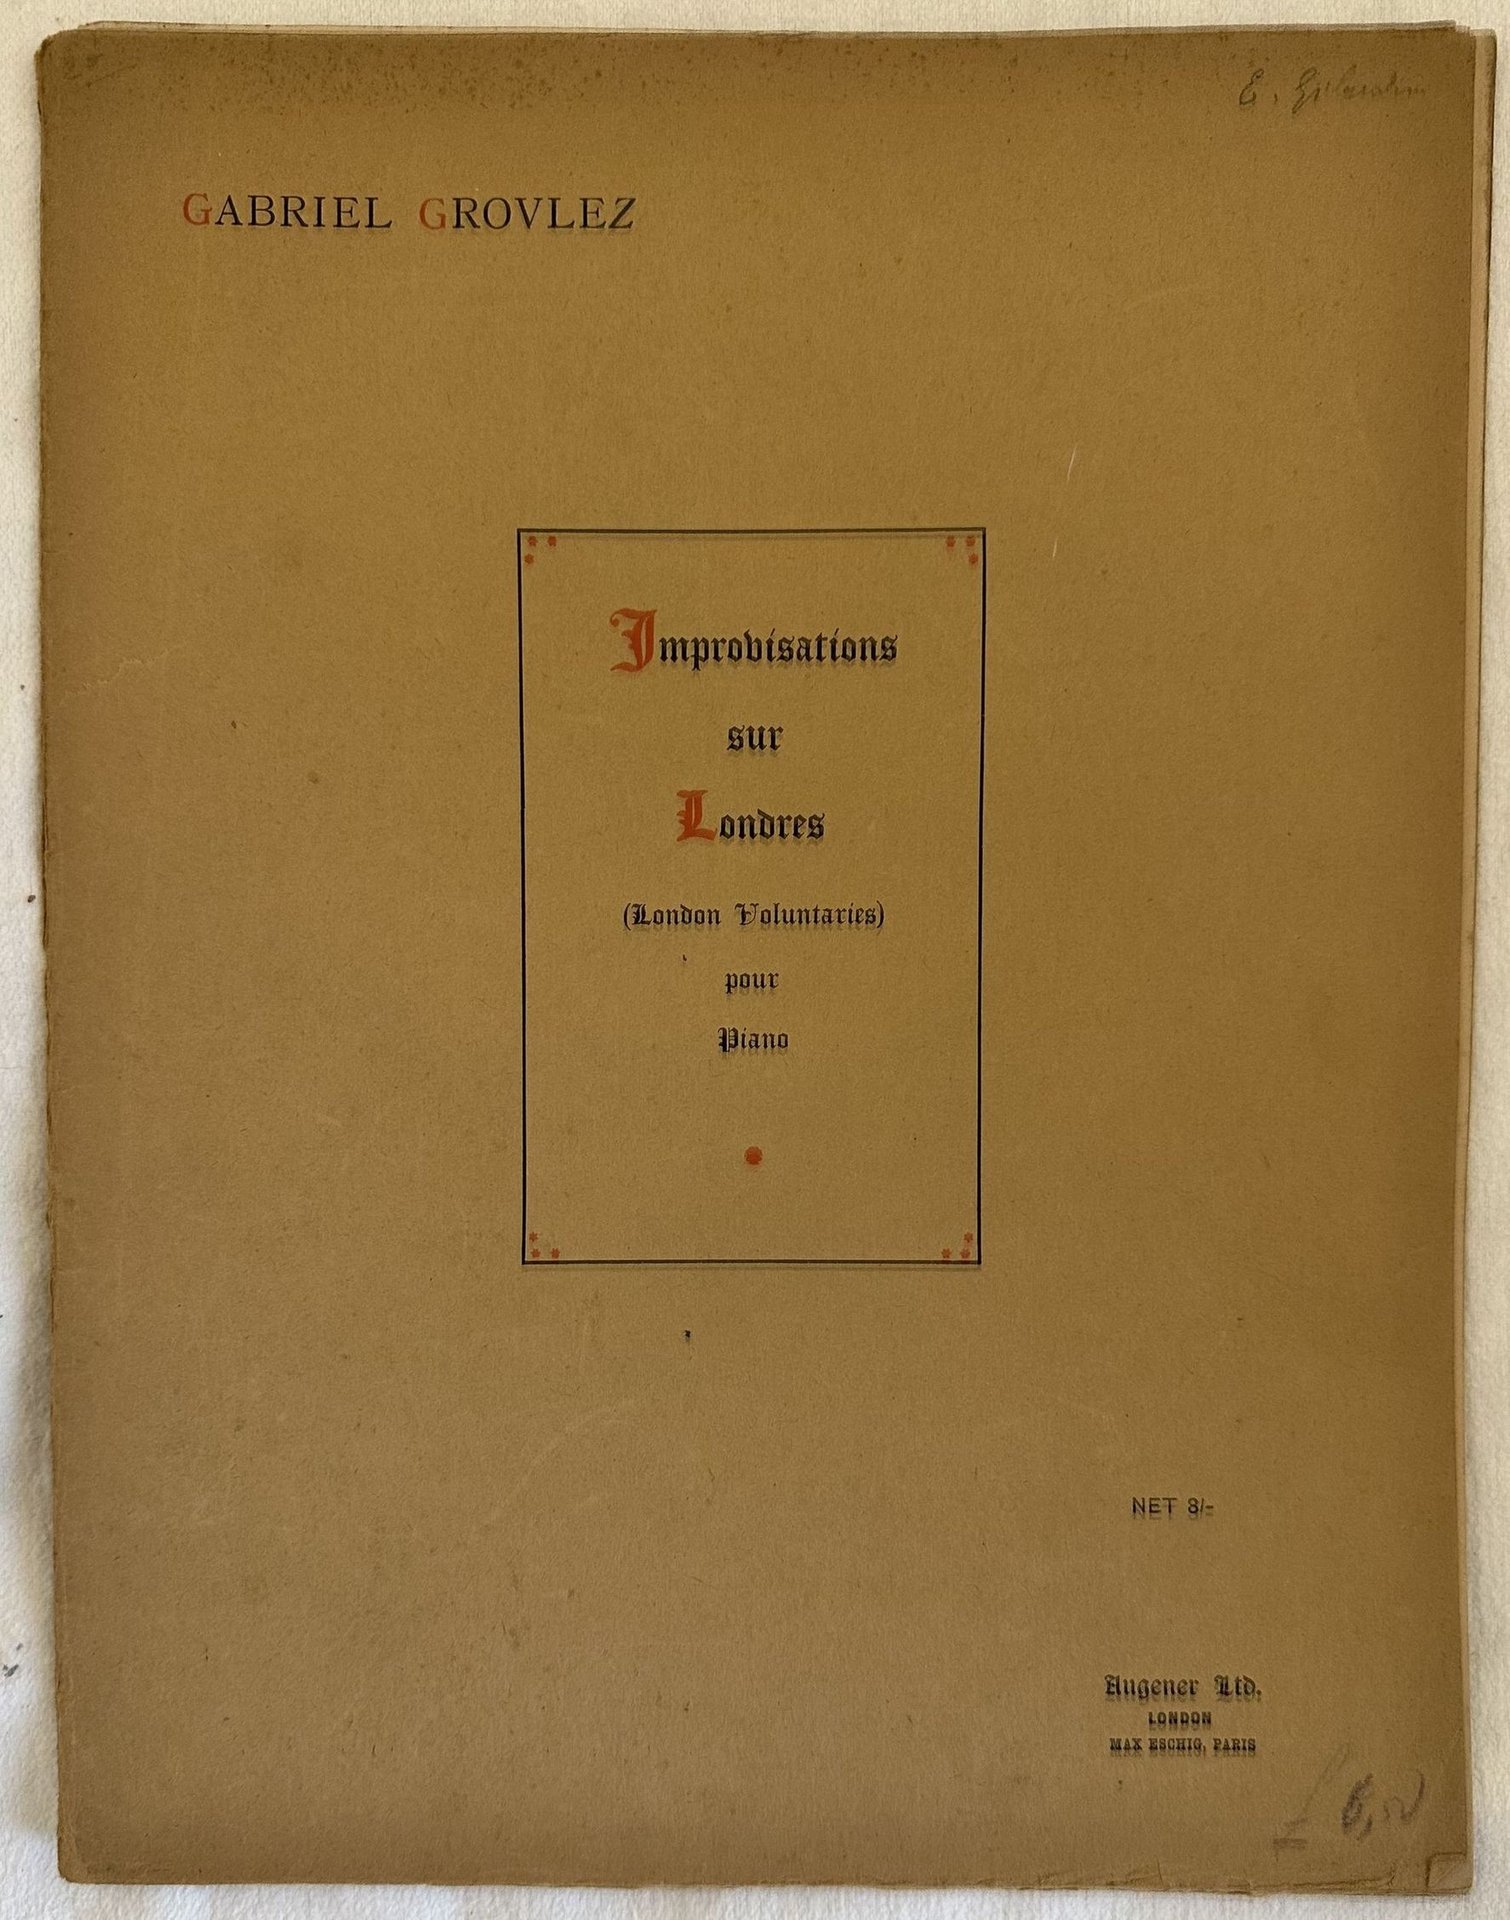 GABRIEL GROVLEZ
Improvisations
sur
Londres
(London Voluntaries)
pour
Piano
NET 8/-
Augener Ltd.
LONDON
MAX ESCHIG, PARIS